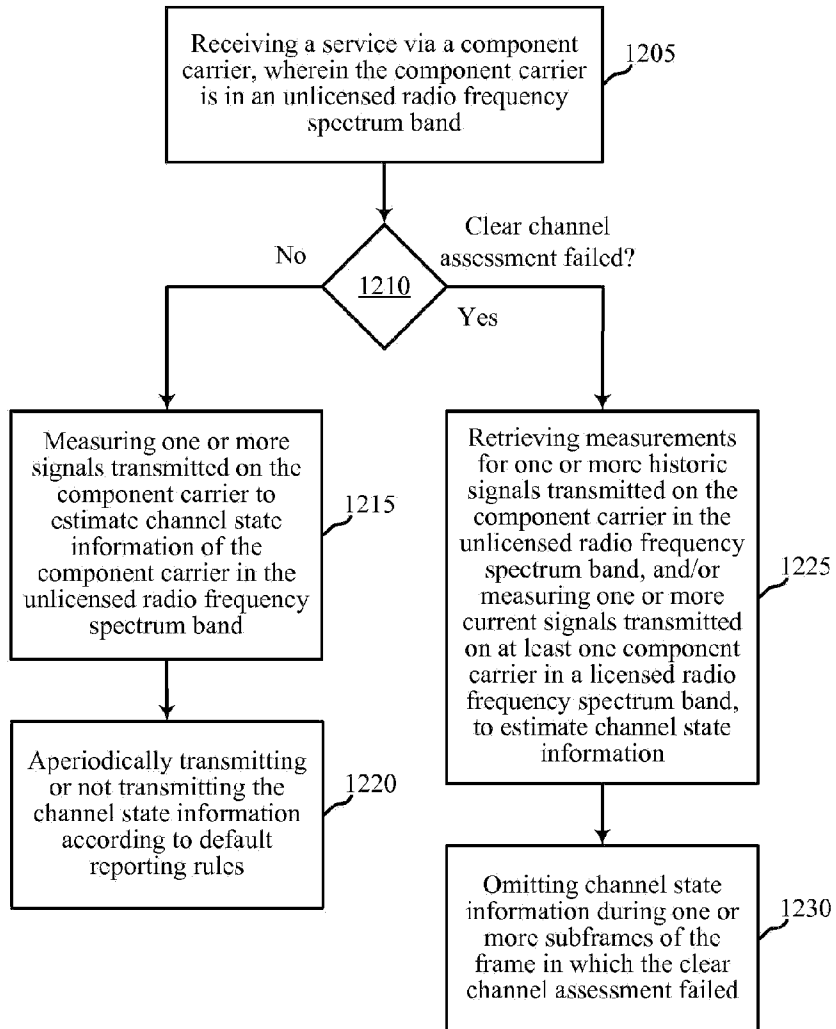 Receiving a service via a component
carrier, wherein the component carrier
is in an unlicensed radio frequency
spectrum band
1205
Clear channel
assessment failed?
No
1210
Yes
Measuring one or more
signals transmitted on the
component carrier to
estimate channel state
information of the
component carrier in the
unlicensed radio frequency
spectrum band
1215
Retrieving measurements
for one or more historic
signals transmitted on the
component carrier in the
unlicensed radio frequency
spectrum band, and/or
measuring one or more
current signals transmitted
on at least one component
carrier in a licensed radio
frequency spectrum band,
to estimate channel state
information
1225
Aperiodically transmitting
or not transmitting the
channel state information
according to default
reporting rules
1220
Omitting channel state
information during one or
more subframes of the
frame in which the clear
channel assessment failed
1230